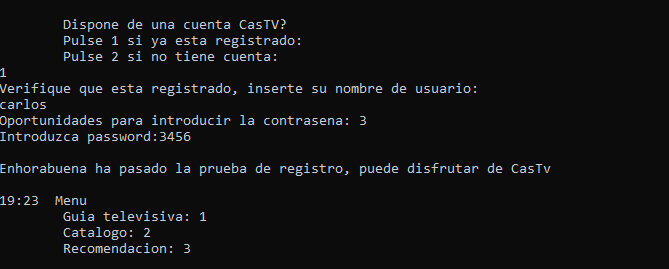 Dispone de una cuenta CasTV?
Pulse 1 si ya esta registrado:
Pulse 2 si no tiene cuenta:
1
Verifique que esta registrado, inserte su nombre de usuario:
carlos
Oportunidades para introducir la contrasena: 3
Introduzca password:3456
Enhorabuena ha pasado la prueba de registro, puede disfrutar de CasTv
19:23  Menu
Guia televisiva: 1
Catalogo: 2
Recomendacion: 3